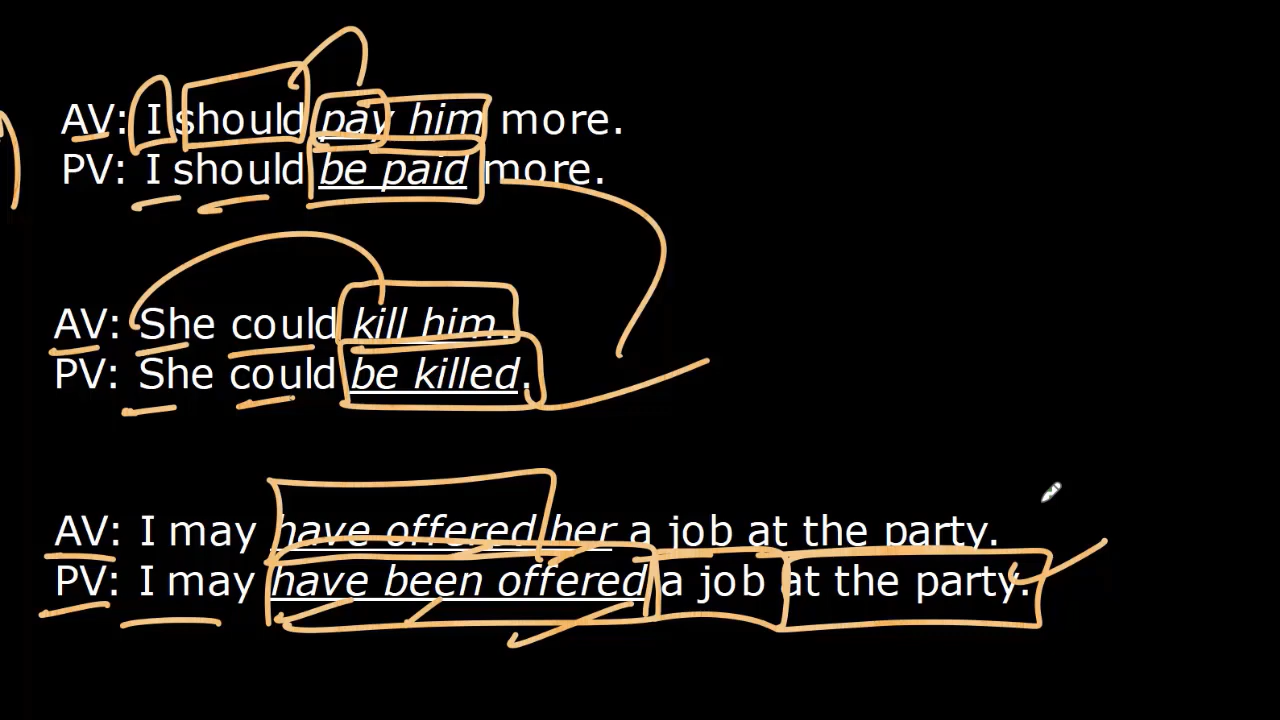 AV: I should pay him more.
PV: I should be paid more.
AV: She could kill him.
PV: She could be killed.
AV: I may have offered her a job at the party.
PV: I may have been offered a job at the party.